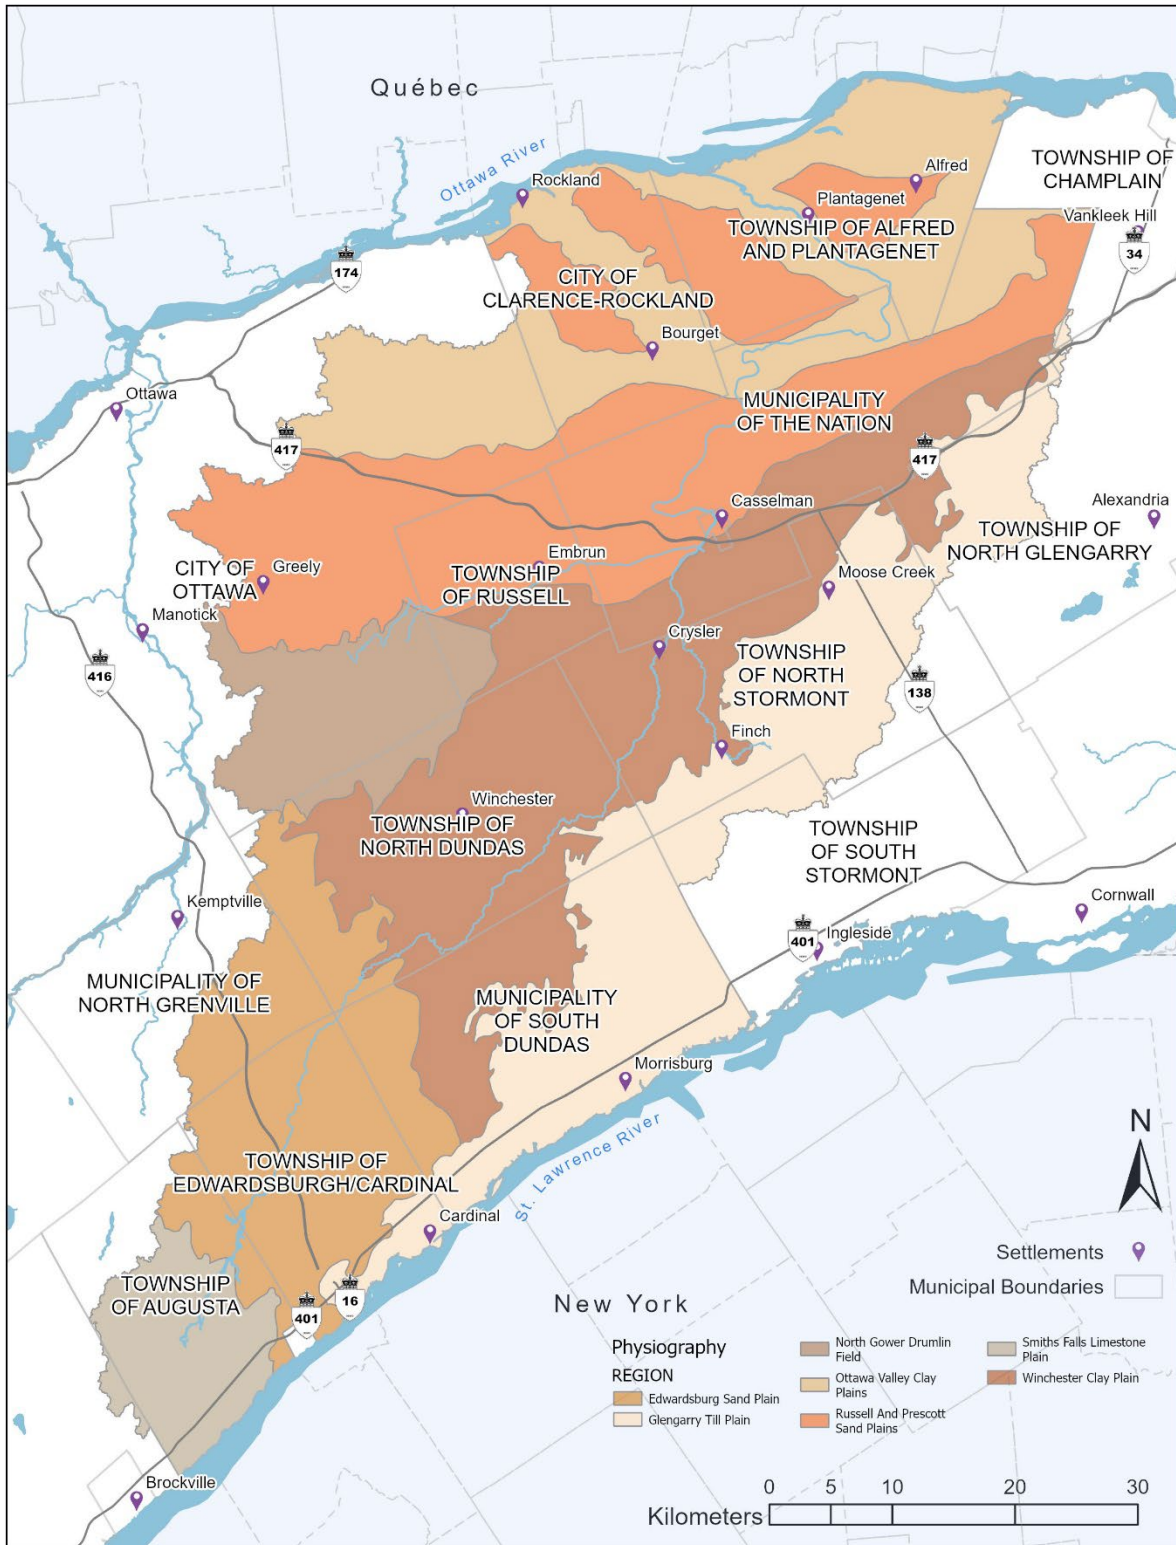 Québec
Ottawa River
Rockland
Alfred
Plantagenet
TOWNSHIP OF
CHAMPLAIN
Vankleek Hill
34
TOWNSHIP OF ALFRED
AND PLANTAGENET
174
CITY OF
CLARENCE-ROCKLAND
Bourget
Ottawa
MUNICIPALITY
OF THE NATION
417
417
Casselman
Alexandria
TOWNSHIP OF
NORTH GLENGARRY
Embrun
Greely
CITY OF
OTTAWA
TOWNSHIP
OF RUSSELL
Moose Creek
Manotick
Crysler
416
TOWNSHIP
OF NORTH
STORMONT
138
Finch
Winchester
TOWNSHIP OF
NORTH DUNDAS
TOWNSHIP
OF SOUTH
STORMONT
Kemptville
Cornwall
401
Ingleside
MUNICIPALITY OF
NORTH GRENVILLE
MUNICIPALITY
OF SOUTH
DUNDAS
Morrisburg
St. Lawrence River
TOWNSHIP OF
EDWARDSBURGH/CARDINAL
Cardinal
TOWNSHIP
OF AUGUSTA
401
16
Brockville
New York
N
Settlements
Municipal Boundaries
Physiography
REGION
Edwardsburg Sand Plain
Glengarry Till Plain
North Gower Drumlin
Field
Ottawa Valley Clay
Plains
Russell And Prescott
Sand Plains
Smiths Falls Limestone
Plain
Winchester Clay Plain
0 5 10 20 30
Kilometers